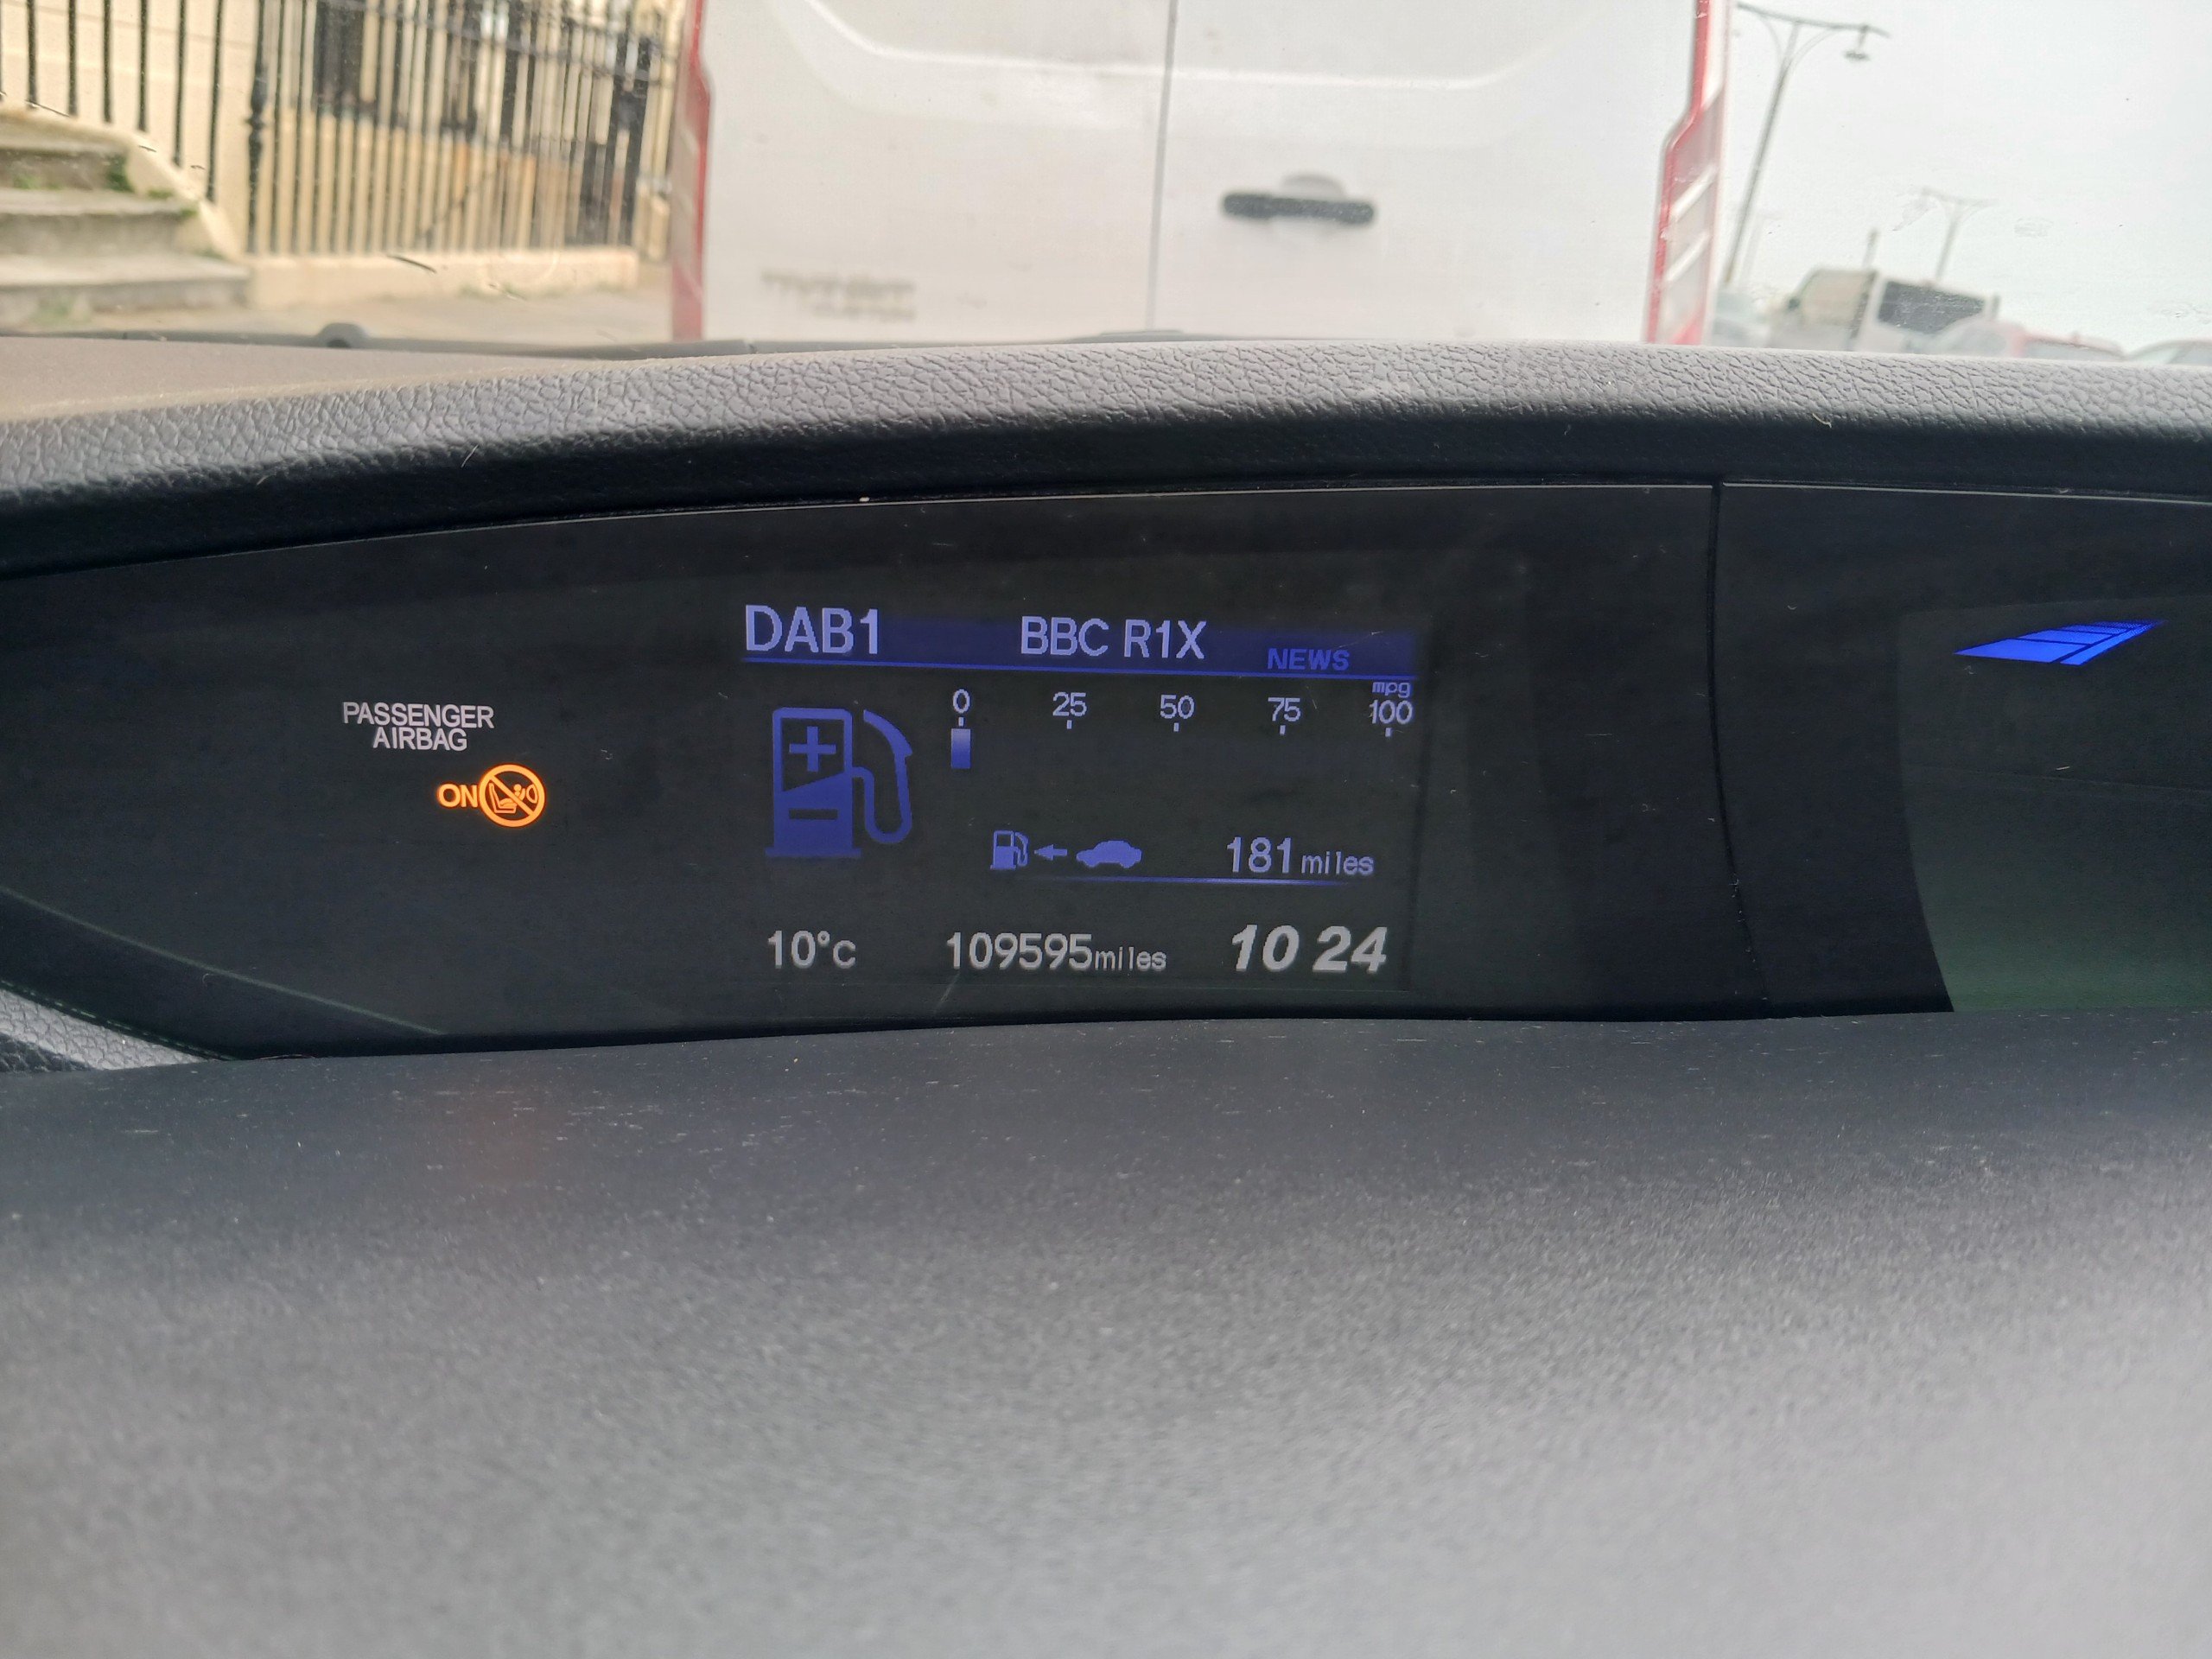 DAB1 BBC R1X NEWS
mpg
0 25 50 75 100
PASSENGER
AIRBAG
ON
181 miles
10°C 109595miles 10 24